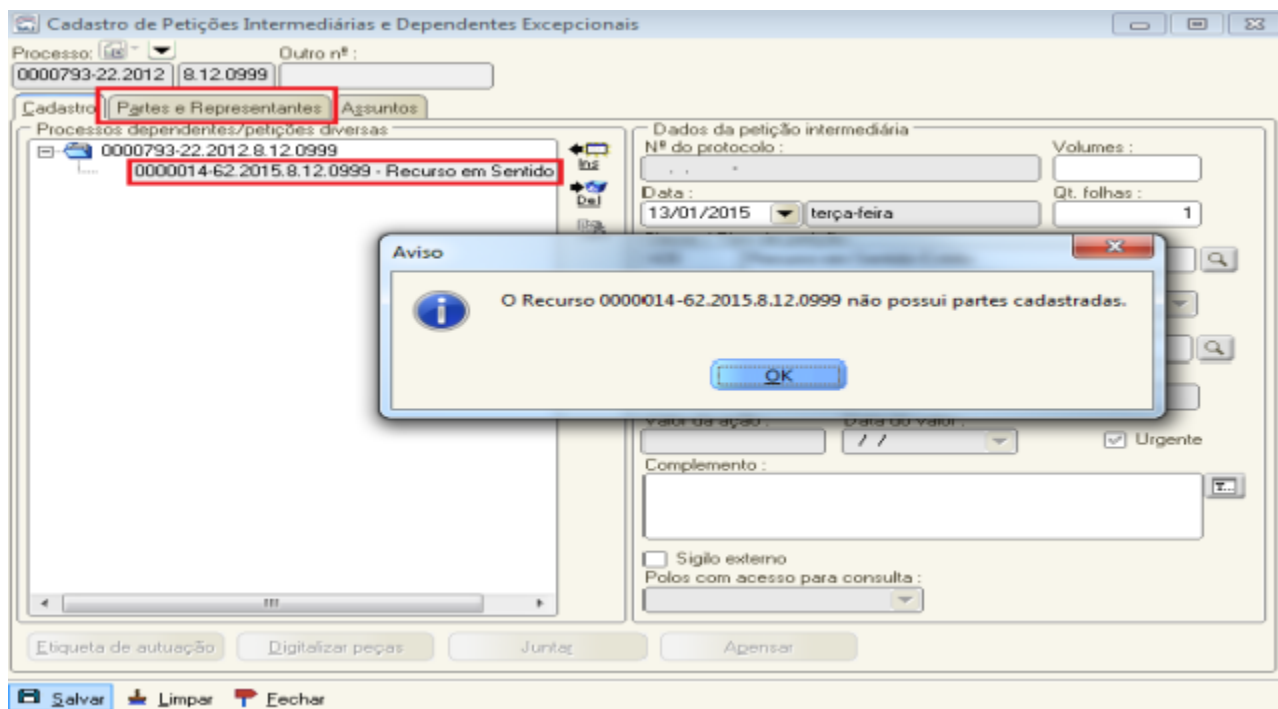 Cadastro de Petições Intermediárias e Dependentes Excepcionais
Processo:
Outro nº :
0000793-22.2012 8.12.0999
Cadastro Partes e Representantes Assuntos
Processos dependentes/petições diversas
0000793-22.2012.8.12.0999
0000014-62.2015.8.12.0999 - Recurso em Sentido
Ins
Del
Dados da petição intermediária
Nº do protocolo :
Volumes :
Data :
Qt. folhas :
13/01/2015 terça-feira
1
Aviso
O Recurso 0000014-62.2015.8.12.0999 não possui partes cadastradas.
OK
Valor da ação :
Data do valor :
/ /
Urgente
Complemento :
Sigilo externo
Polos com acesso para consulta :
Etiqueta de autuação Digitalizar peças Juntar Apensar
Salvar Limpar Fechar